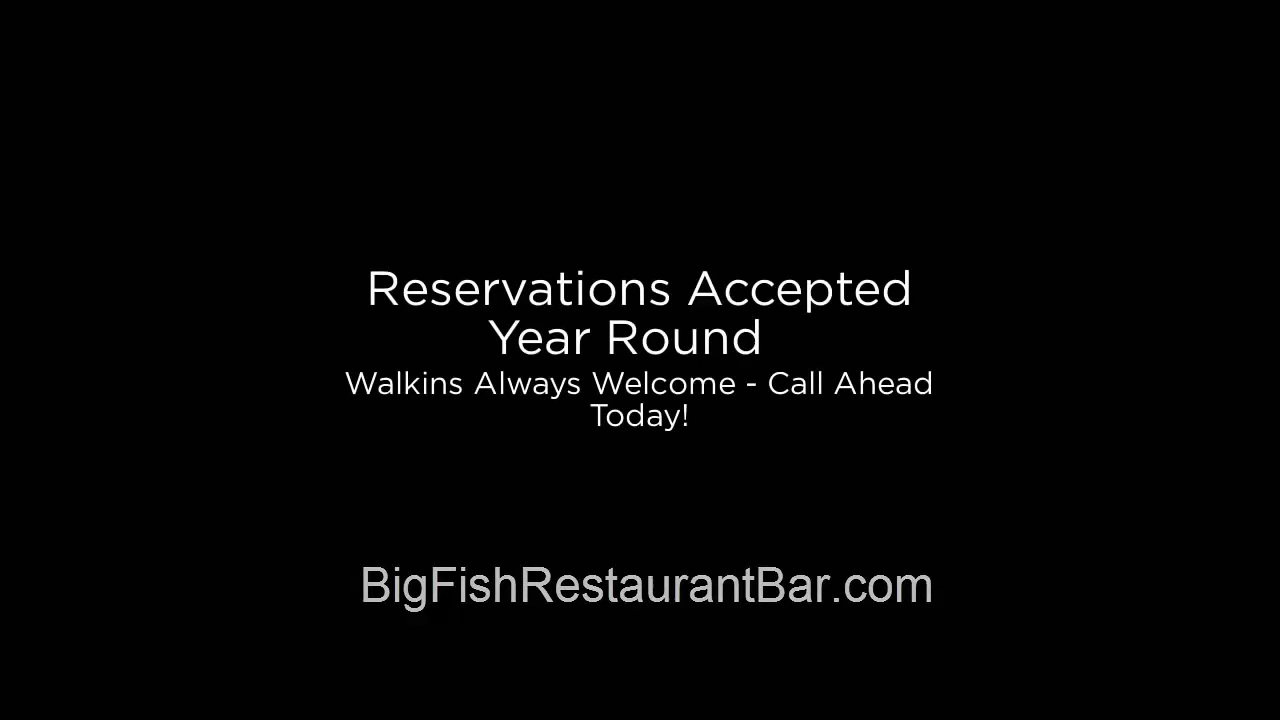 Reservations Accepted
Year Round
Walkins Always Welcome - Call Ahead
Today!
BigFishRestaurantBar.com